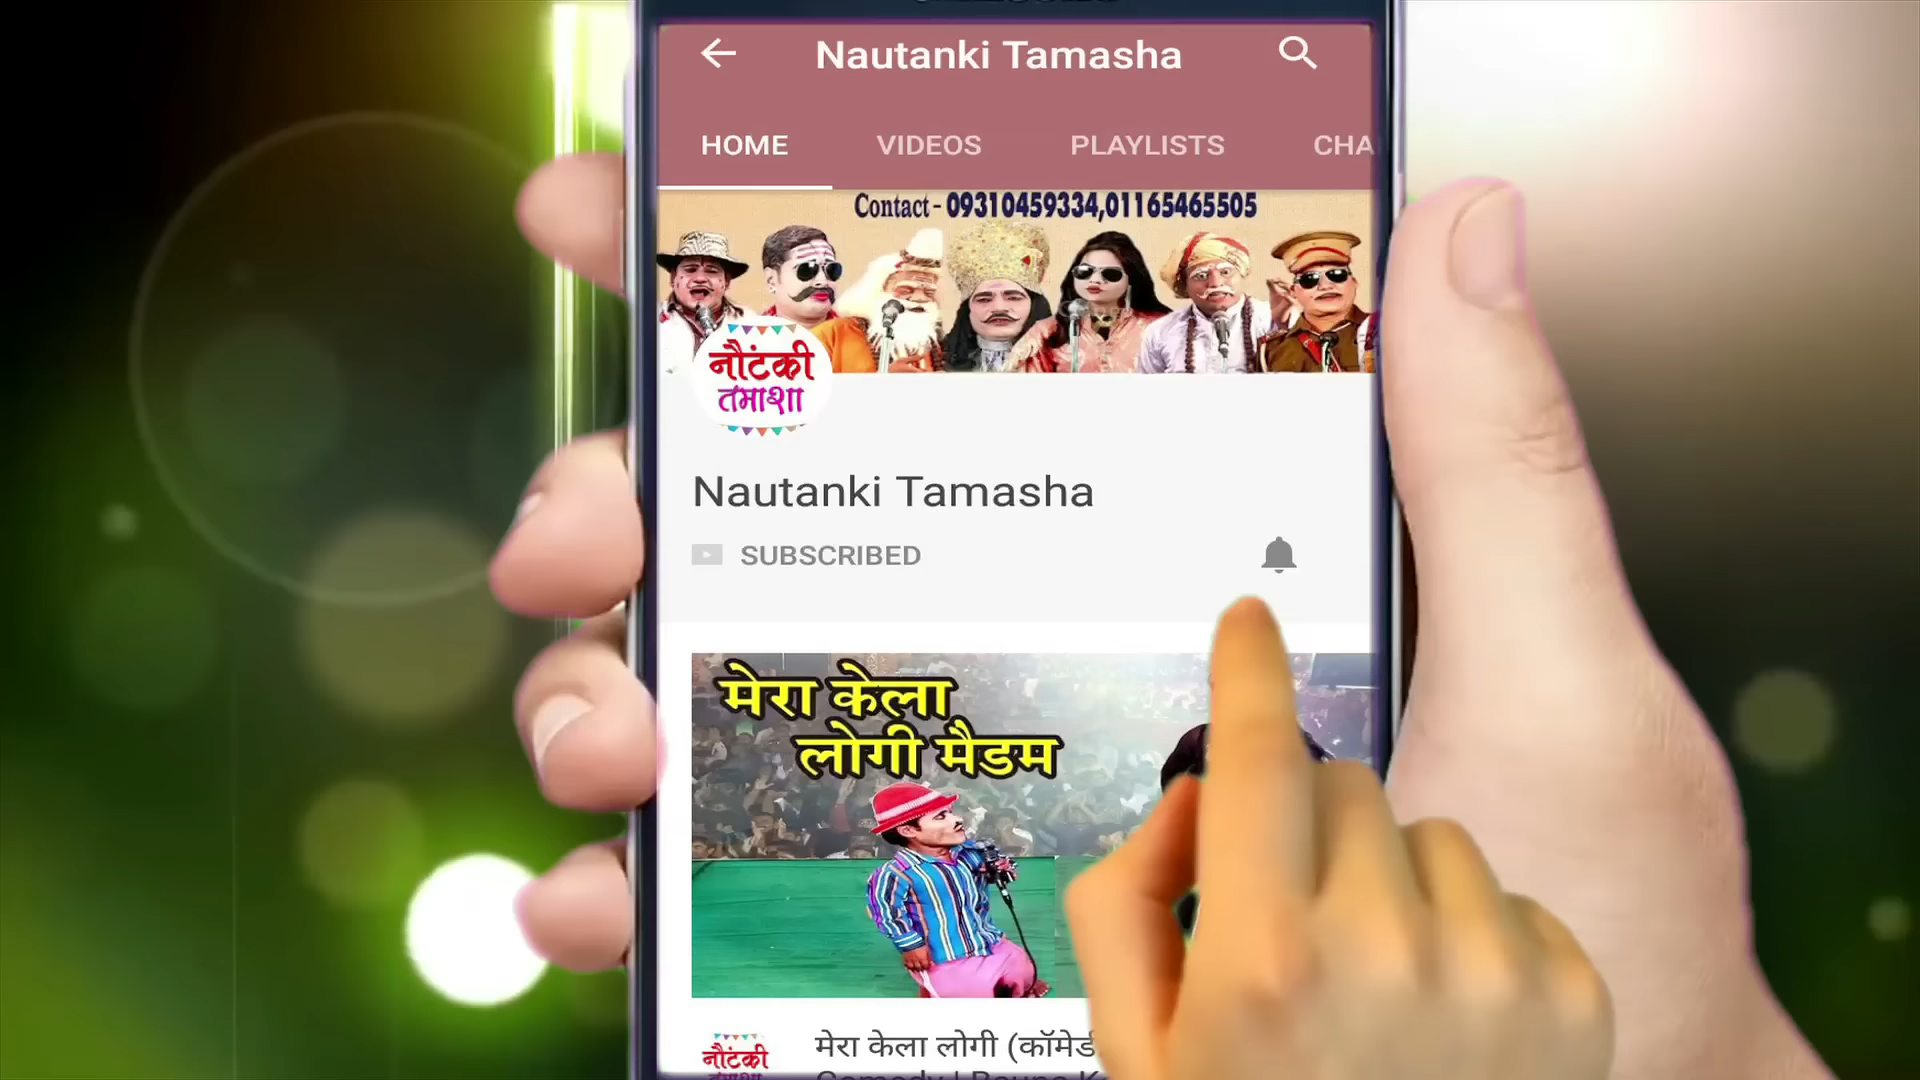 Nautanki Tamasha
HOME VIDEOS PLAYLISTS CHA
Contact - 09310459334,01165465505
नौटंकी
तमाशा
Nautanki Tamasha
SUBSCRIBED
मेरा केला
लोगी मैडम
नौटंकी
मेरा केला लोगी (कॉमेडी